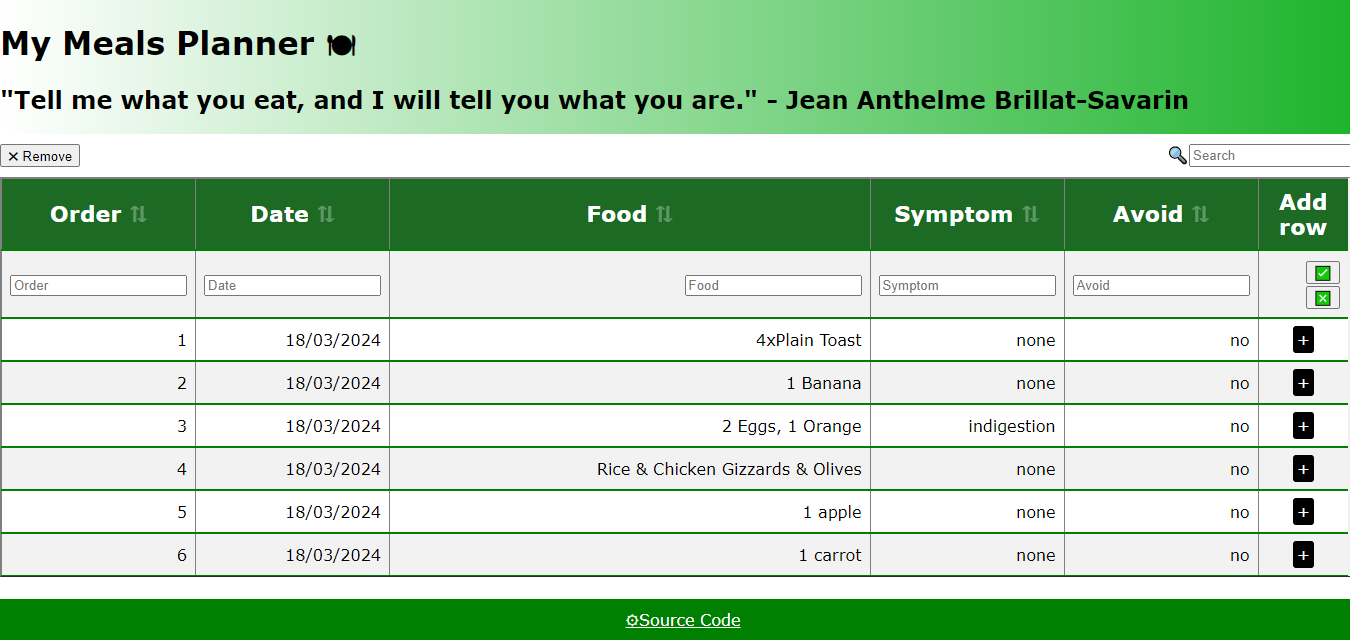 My Meals Planner 🍽
"Tell me what you eat, and I will tell you what you are." - Jean Anthelme Brillat-Savarin
✕ Remove 🔍 Search
Order ⇅ Date ⇅ Food ⇅ Symptom ⇅ Avoid ⇅ Add row
Order Date Food Symptom Avoid
1 18/03/2024 4xPlain Toast none no +
2 18/03/2024 1 Banana none no +
3 18/03/2024 2 Eggs, 1 Orange indigestion no +
4 18/03/2024 Rice & Chicken Gizzards & Olives none no +
5 18/03/2024 1 apple none no +
6 18/03/2024 1 carrot none no +
⚙Source Code